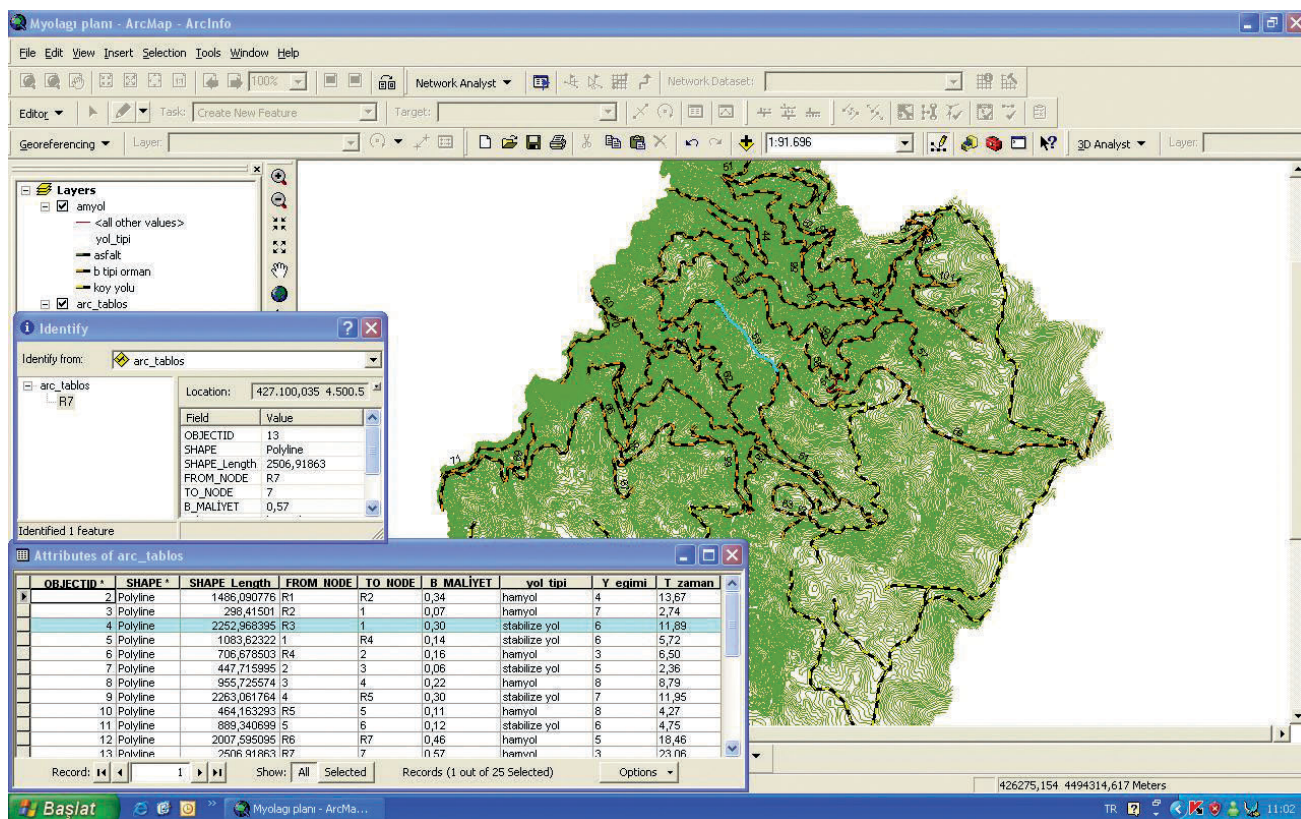 Myolagı planı - ArcMap - ArcInfo
File Edit View Insert Selection Tools Window Help
100% Network Analyst Network Dataset:
Editor Task: Create New Feature Target:
Georeferencing Layer: 1:91.696 3D Analyst Layer:
Layers
amyol
<all other values>
yol_tipi
asfalt
b tipi orman
koy yolu
arc_tablos
Identify
Identify from: arc_tablos
arc_tablos
R7
Location: 427.100,035 4.500.5
Field Value
OBJECTID 13
SHAPE Polyline
SHAPE_Length 2506,91863
FROM_NODE R7
TO_NODE 7
B_MALİYET 0,57
Identified 1 feature
Attributes of arc_tablos
OBJECTID * SHAPE * SHAPE_Length FROM_NODE TO_NODE B_MALİYET yol_tipi Y_egimi T_zaman
2 Polyline 1486,090776 R1 R2 0,34 hamyol 4 13,67
3 Polyline 298,41501 R2 1 0,07 hamyol 7 2,74
4 Polyline 2252,968395 R3 1 0,30 stabilize yol 6 11,89
5 Polyline 1083,62322 1 R4 0,14 stabilize yol 6 5,72
6 Polyline 706,678503 R4 2 0,16 hamyol 3 6,50
7 Polyline 447,715995 2 3 0,06 stabilize yol 5 2,36
8 Polyline 955,725574 3 4 0,22 hamyol 8 8,79
9 Polyline 2263,061764 4 R5 0,30 stabilize yol 7 11,95
10 Polyline 464,163293 R5 5 0,11 hamyol 8 4,27
11 Polyline 889,340699 5 6 0,12 stabilize yol 6 4,75
12 Polyline 2007,595095 R6 R7 0,46 hamyol 5 18,46
13 Polyline 2506,91863 R7 7 0,57 hamyol 3 23,06
Record: 1 Show: All Selected Records (1 out of 25 Selected) Options
426275,154 4494314,617 Meters
Başlat Myolagı planı - ArcMa... TR 11:02